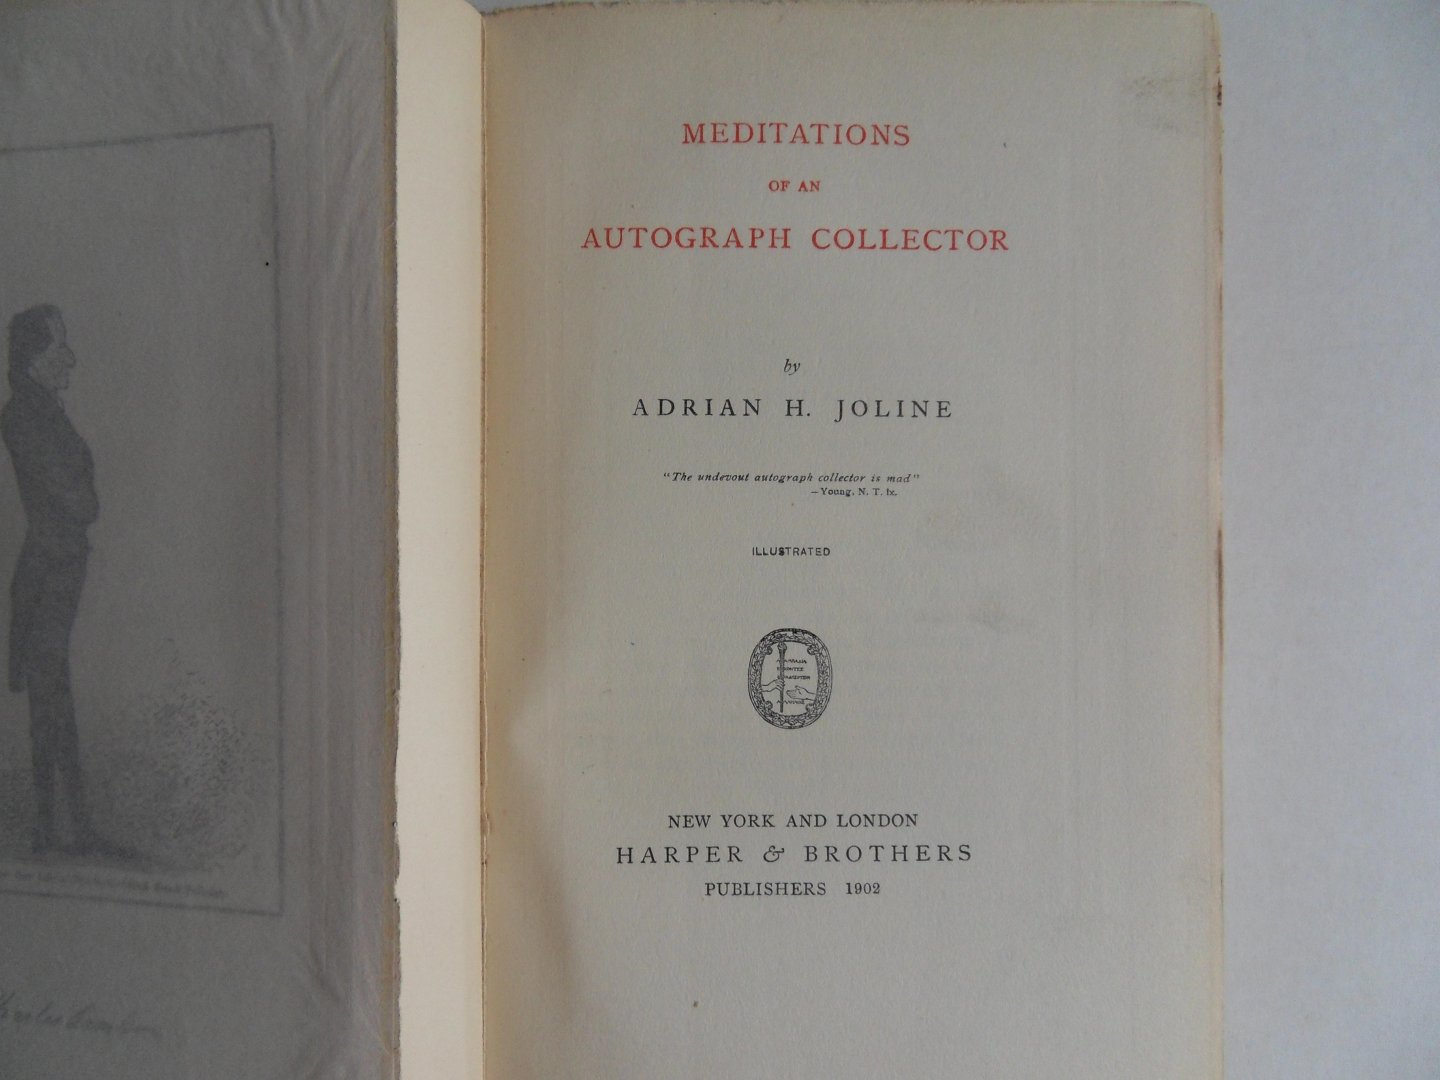 MEDITATIONS
OF AN
AUTOGRAPH COLLECTOR
by
ADRIAN H. JOLINE
"The undevout autograph collector is mad"
—Young, N. T. ix.
ILLUSTRATED
NEW YORK AND LONDON
HARPER & BROTHERS
PUBLISHERS 1902